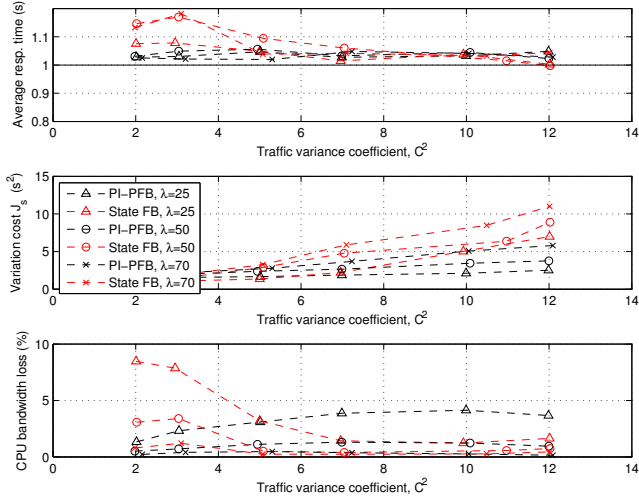 Average resp. time (s)
1.1
1
0.9
0.8
0 2 4 6 8 10 12 14
Traffic variance coefficient, C²
Variation cost J_s (s²)
15
10
5
0
PI−PFB, λ=25
State FB, λ=25
PI−PFB, λ=50
State FB, λ=50
PI−PFB, λ=70
State FB, λ=70
0 2 4 6 8 10 12 14
Traffic variance coefficient, C²
CPU bandwidth loss (%)
10
5
0
0 2 4 6 8 10 12 14
Traffic variance coefficient, C²